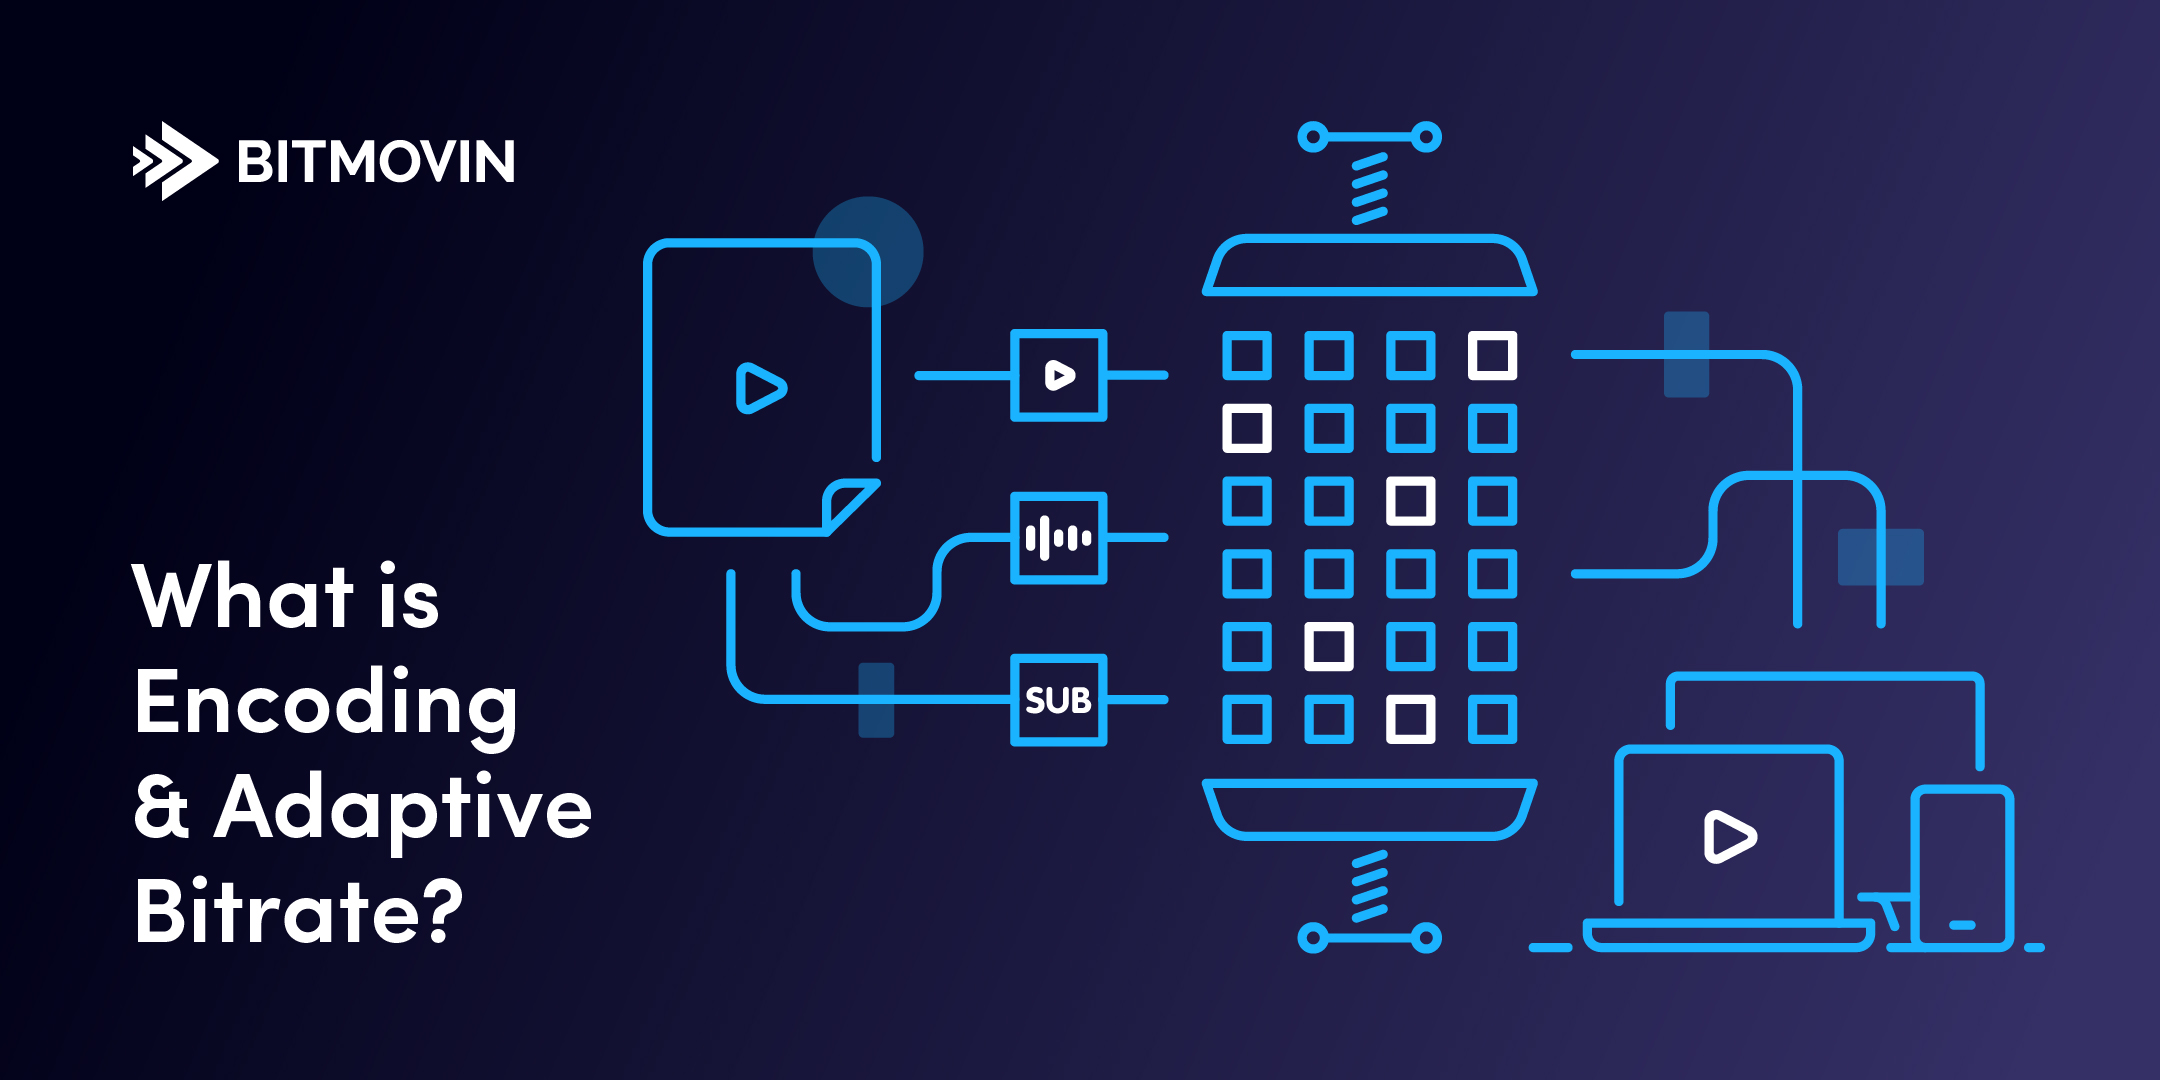 BITMOVIN
What is
Encoding
& Adaptive
Bitrate?
SUB